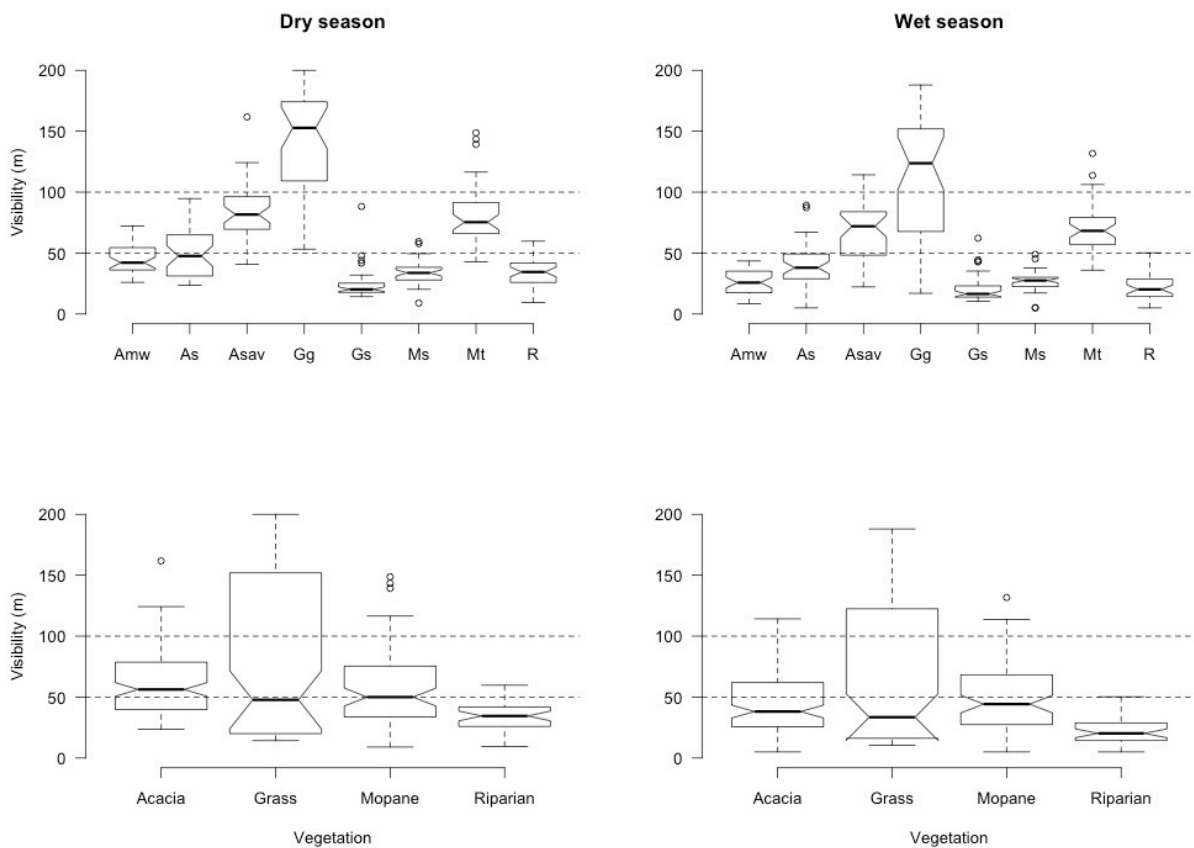 Dry season
Visibility (m)
200
150
100
50
0
Amw As Asav Gg Gs Ms Mt R
Wet season
200
150
100
50
0
Amw As Asav Gg Gs Ms Mt R
Visibility (m)
200
150
100
50
0
Acacia Grass Mopane Riparian
Vegetation
200
150
100
50
0
Acacia Grass Mopane Riparian
Vegetation